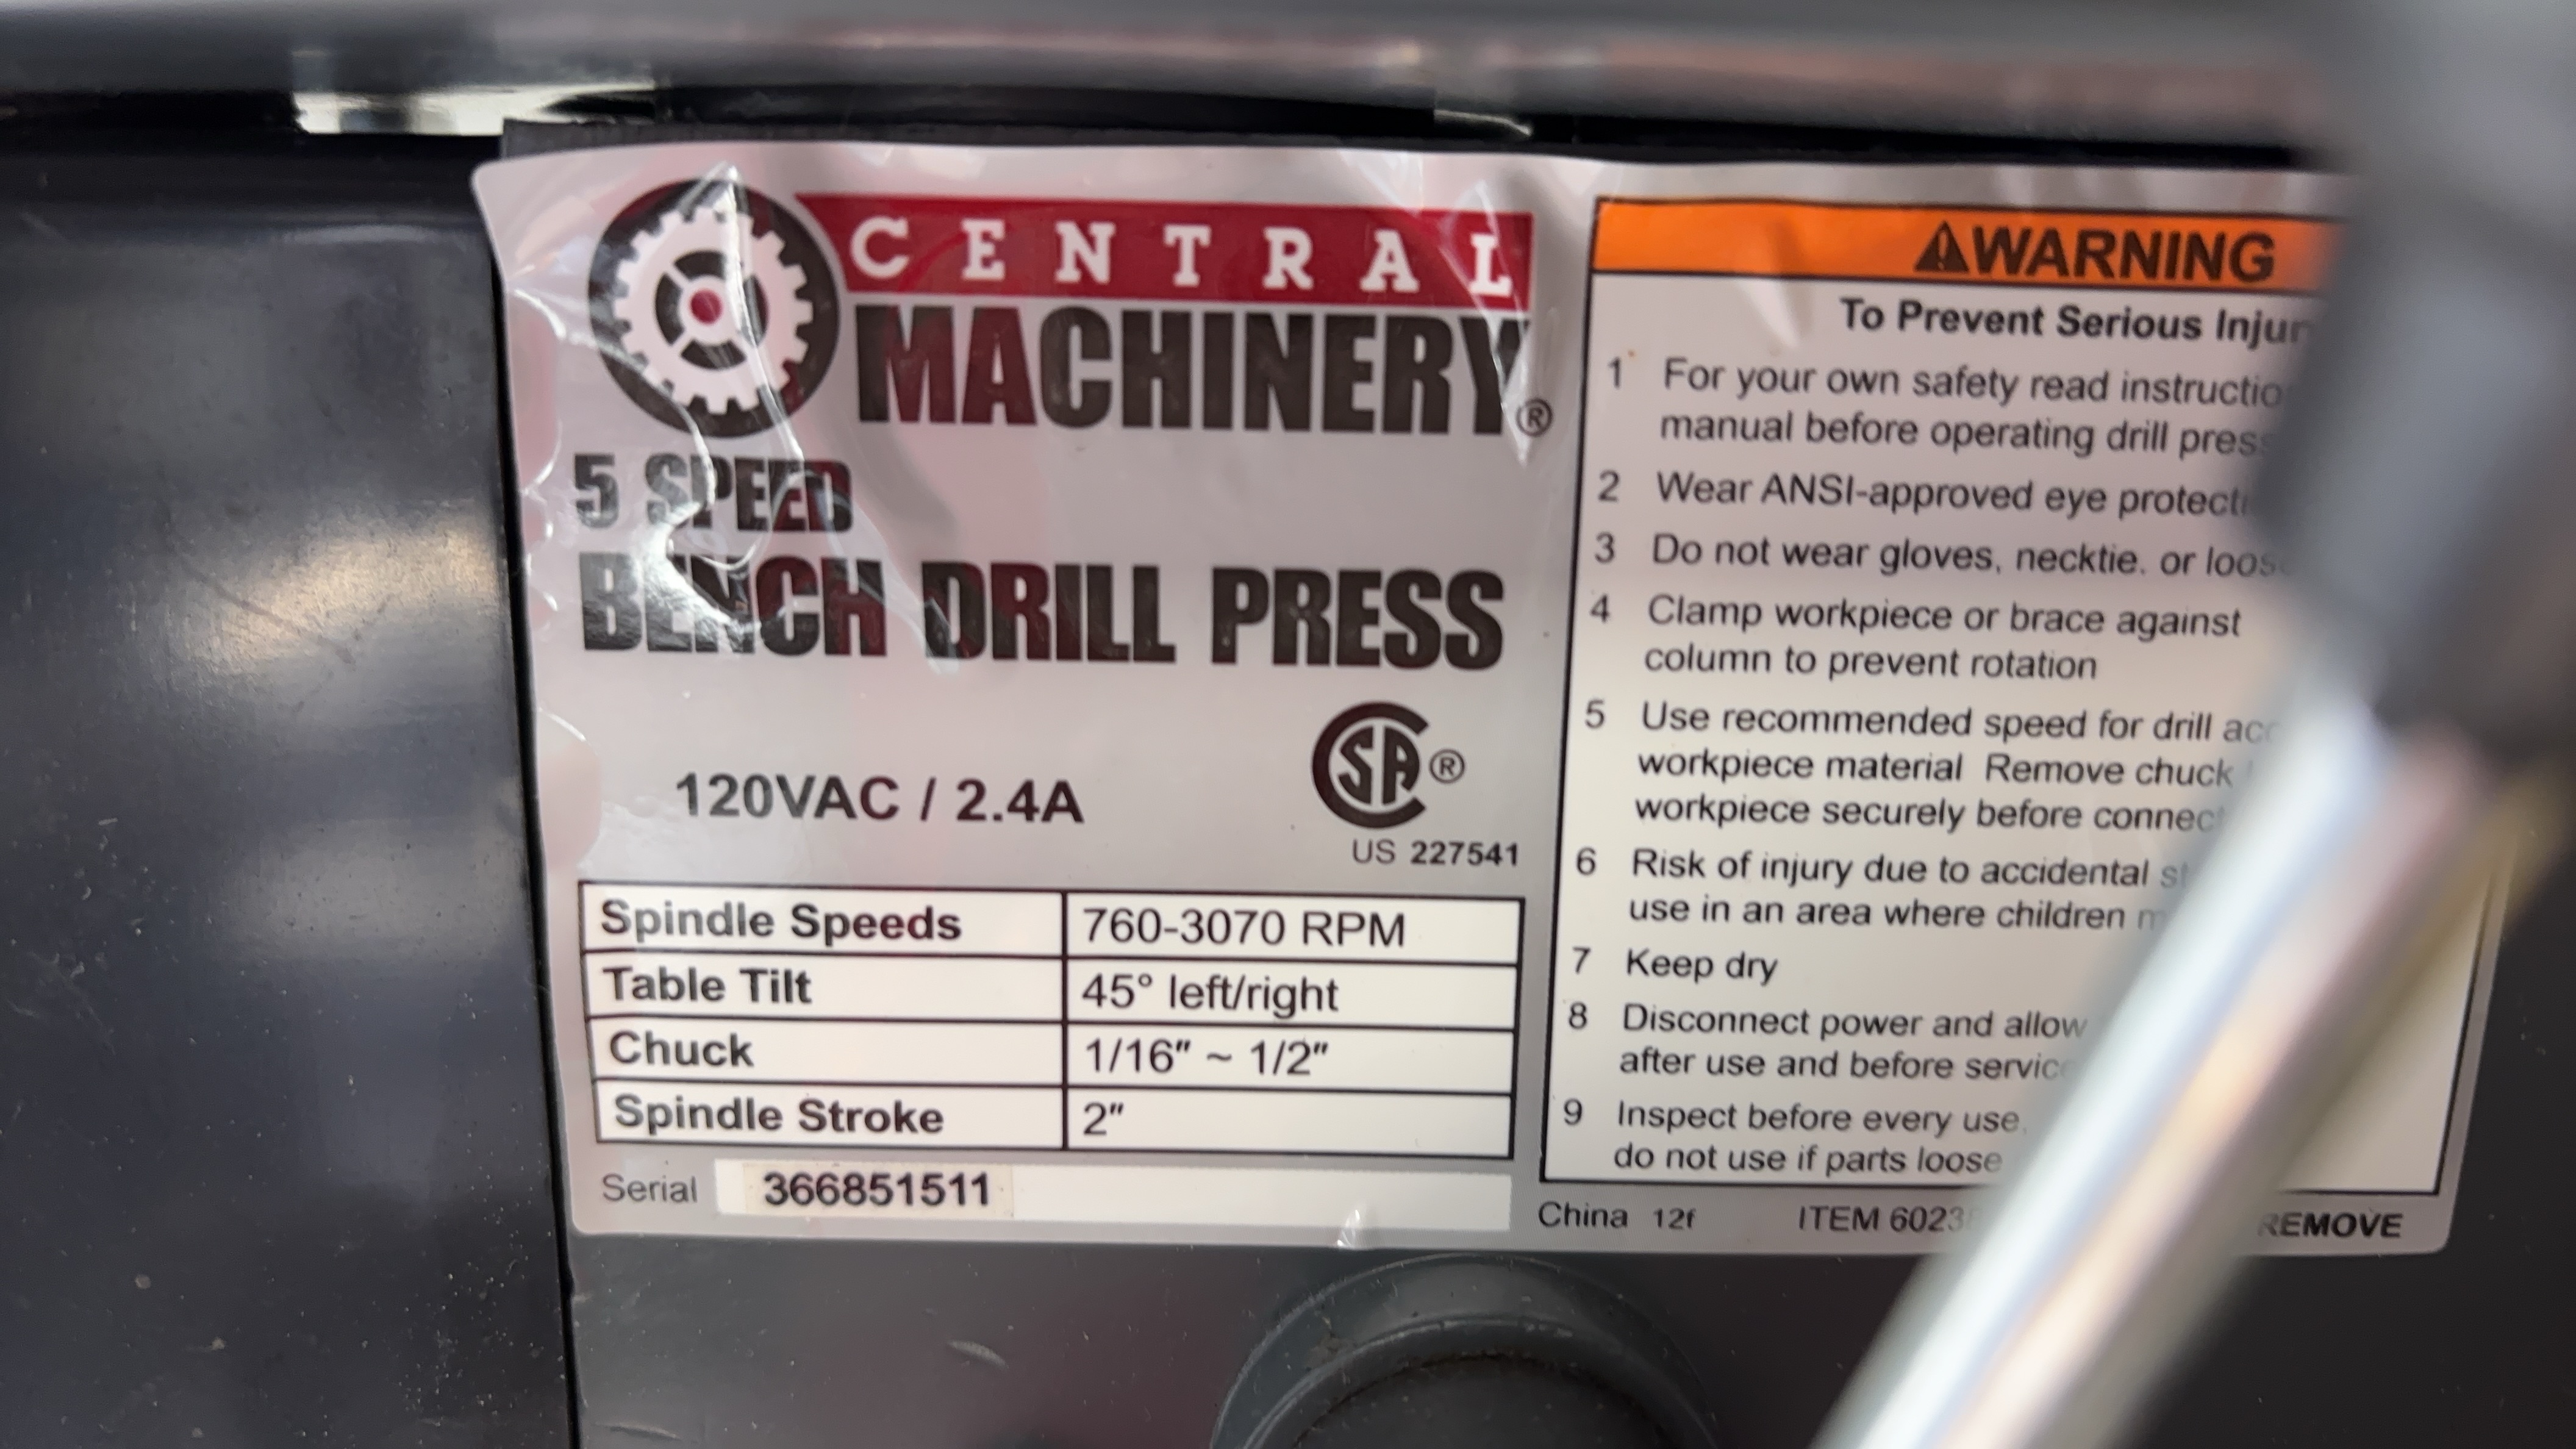 CENTRAL
MACHINERY®
5 SPEED
BENCH DRILL PRESS
120VAC / 2.4A
SA®
US 227541
Spindle Speeds 760-3070 RPM
Table Tilt 45° left/right
Chuck 1/16" ~ 1/2"
Spindle Stroke 2"
Serial 366851511
⚠WARNING
To Prevent Serious
1 For your own safety read
manual before operating drill
2 Wear ANSI-approved eye
3 Do not wear gloves, necktie. or
4 Clamp workpiece or brace against
column to prevent rotation
5 Use recommended speed for drill
workpiece material Remove chuck
workpiece securely before
6 Risk of injury due to accidental
use in an area where children
7 Keep dry
8 Disconnect power and allow
after use and before
9 Inspect before every use.
do not use if parts loose
China 12f ITEM REMOVE